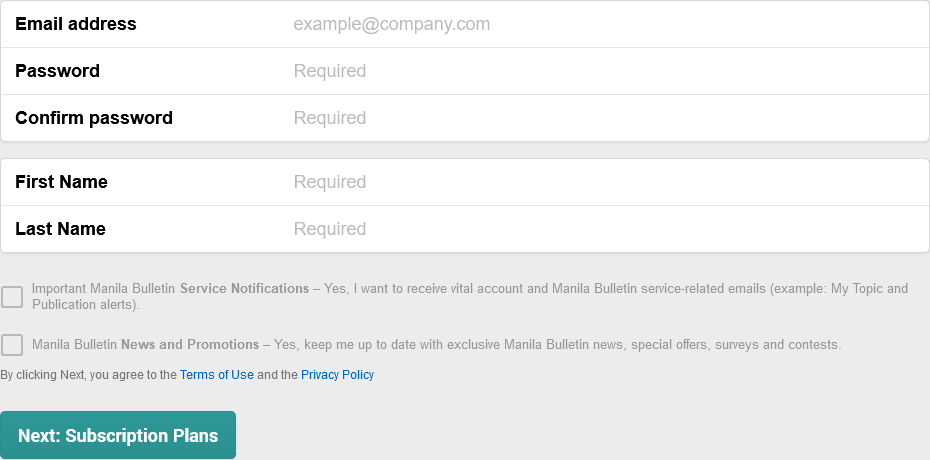 Email address example@company.com
Password Required
Confirm password Required
First Name Required
Last Name Required
Important Manila Bulletin Service Notifications – Yes, I want to receive vital account and Manila Bulletin service-related emails (example: My Topic and
Publication alerts).
Manila Bulletin News and Promotions – Yes, keep me up to date with exclusive Manila Bulletin news, special offers, surveys and contests.
By clicking Next, you agree to the Terms of Use and the Privacy Policy
Next: Subscription Plans